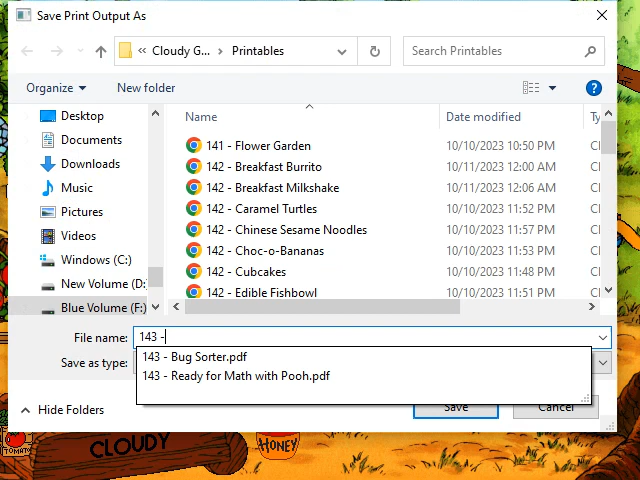 Save Print Output As
« Cloudy G... › Printables
Search Printables
Organize
New folder
Name
Date modified
Ty
Desktop
Documents
Downloads
Music
Pictures
Videos
Windows (C:)
New Volume (D:
Blue Volume (F:)
141 - Flower Garden 10/10/2023 10:50 PM
142 - Breakfast Burrito 10/11/2023 12:00 AM
142 - Breakfast Milkshake 10/11/2023 12:06 AM
142 - Caramel Turtles 10/10/2023 11:52 PM
142 - Chinese Sesame Noodles 10/10/2023 11:57 PM
142 - Choc-o-Bananas 10/10/2023 11:53 PM
142 - Cubcakes 10/10/2023 11:48 PM
142 - Edible Fishbowl 10/10/2023 11:51 PM
File name: 143 -
Save as type:
143 - Bug Sorter.pdf
143 - Ready for Math with Pooh.pdf
Hide Folders
Save
Cancel
TOMATO
CLOUDY
HONEY